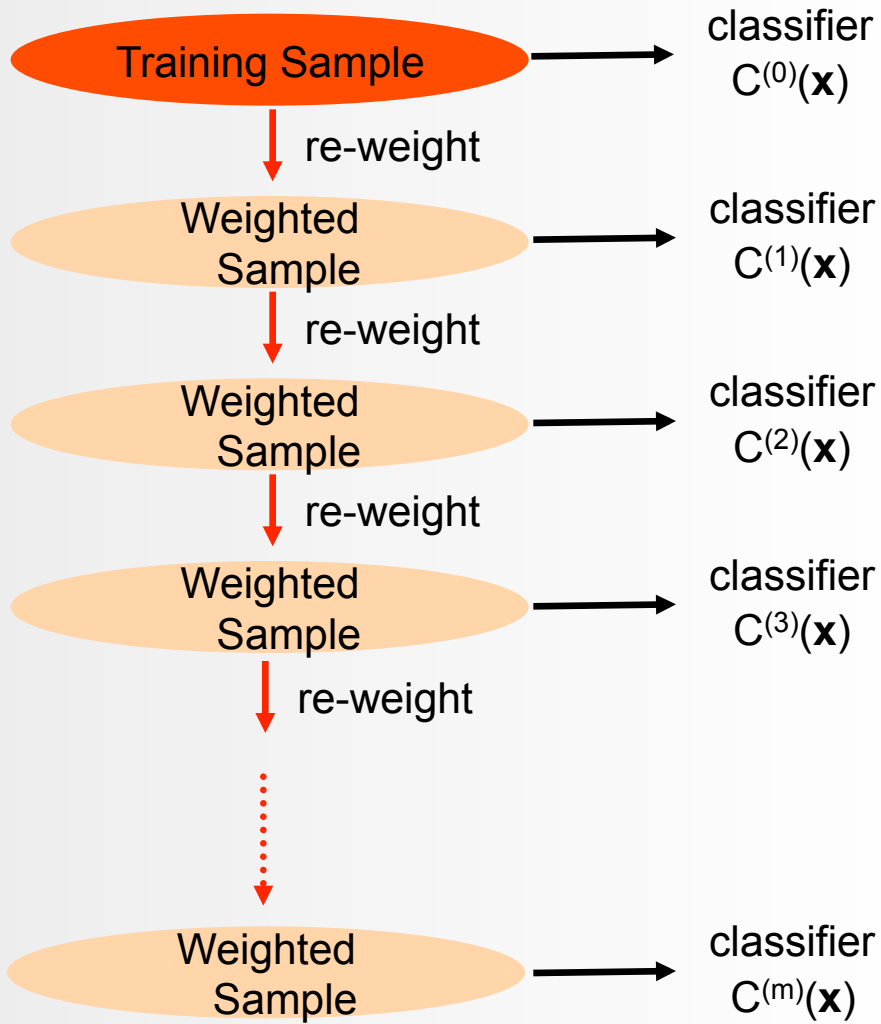 Training Sample
classifier
C⁽⁰⁾(x)
re-weight
Weighted
Sample
classifier
C⁽¹⁾(x)
re-weight
Weighted
Sample
classifier
C⁽²⁾(x)
re-weight
Weighted
Sample
classifier
C⁽³⁾(x)
re-weight
Weighted
Sample
classifier
C⁽ᵐ⁾(x)